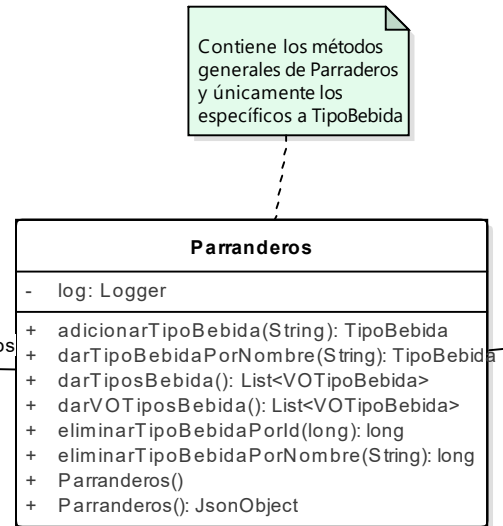 Contiene los métodos
generales de Parraderos
y únicamente los
específicos a TipoBebida
Parranderos
- log: Logger
+ adicionarTipoBebida(String): TipoBebida
+ darTipoBebidaPorNombre(String): TipoBebida
+ darTiposBebida(): List<VOTipoBebida>
+ darVOTiposBebida(): List<VOTipoBebida>
+ eliminarTipoBebidaPorId(long): long
+ eliminarTipoBebidaPorNombre(String): long
+ Parranderos()
+ Parranderos(): JsonObject